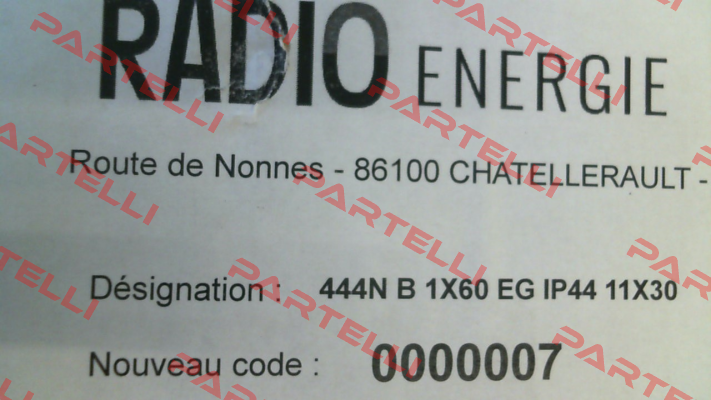 RADIO ENERGIE
Route de Nonnes - 86100 CHATELLERAULT -
Désignation : 444N B 1X60 EG IP44 11X30
Nouveau code : 0000007
PARTELLI